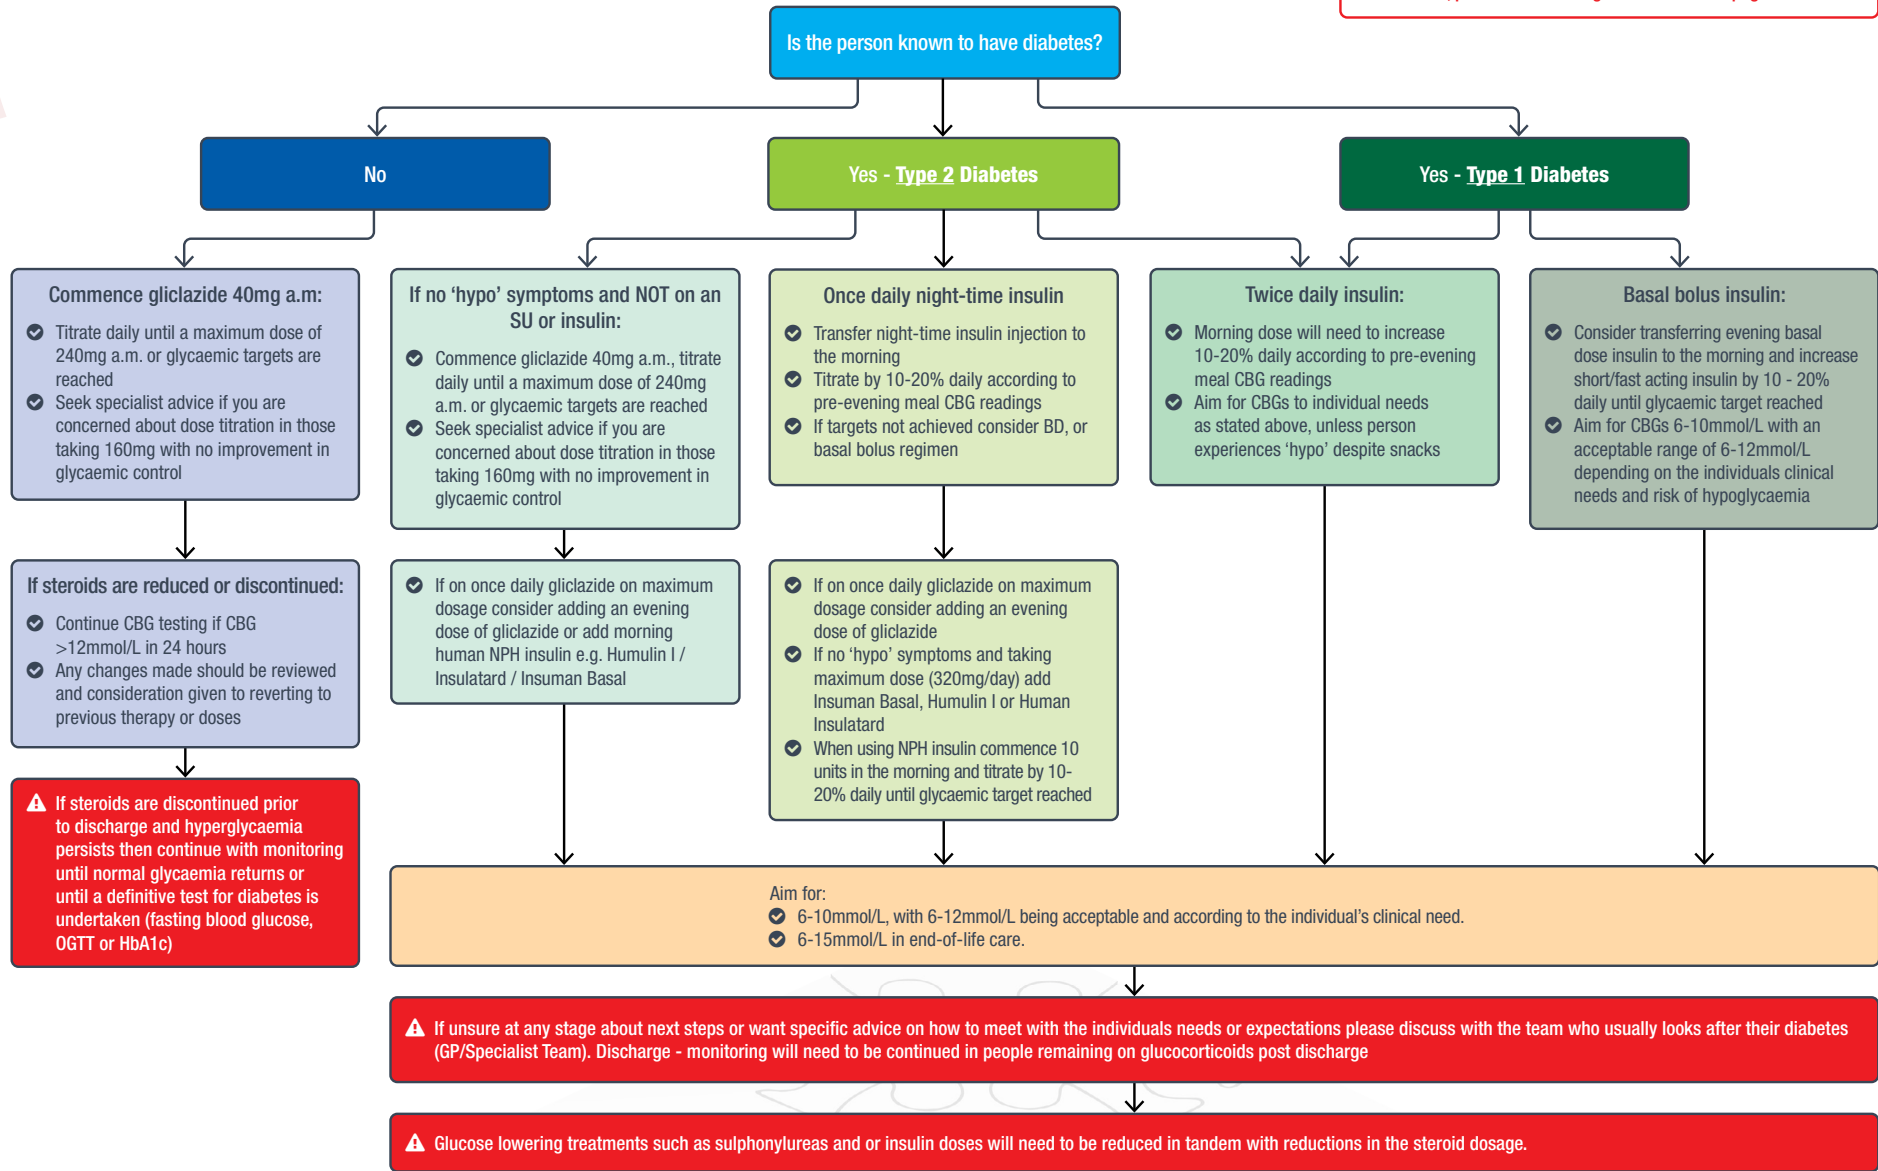 Is the person known to have diabetes?
No
Yes - Type 2 Diabetes
Yes - Type 1 Diabetes
Commence gliclazide 40mg a.m:
Titrate daily until a maximum dose of
240mg a.m. or glycaemic targets are
reached
Seek specialist advice if you are
concerned about dose titration in those
taking 160mg with no improvement in
glycaemic control
If no ‘hypo’ symptoms and NOT on an
SU or insulin:
Commence gliclazide 40mg a.m., titrate
daily until a maximum dose of 240mg
a.m. or glycaemic targets are reached
Seek specialist advice if you are
concerned about dose titration in those
taking 160mg with no improvement in
glycaemic control
Once daily night-time insulin
Transfer night-time insulin injection to
the morning
Titrate by 10-20% daily according to
pre-evening meal CBG readings
If targets not achieved consider BD, or
basal bolus regimen
Twice daily insulin:
Morning dose will need to increase
10-20% daily according to pre-evening
meal CBG readings
Aim for CBGs to individual needs
as stated above, unless person
experiences ‘hypo’ despite snacks
Basal bolus insulin:
Consider transferring evening basal
dose insulin to the morning and increase
short/fast acting insulin by 10 - 20%
daily until glycaemic target reached
Aim for CBGs 6-10mmol/L with an
acceptable range of 6-12mmol/L
depending on the individuals clinical
needs and risk of hypoglycaemia
If steroids are reduced or discontinued:
Continue CBG testing if CBG
>12mmol/L in 24 hours
Any changes made should be reviewed
and consideration given to reverting to
previous therapy or doses
If on once daily gliclazide on maximum
dosage consider adding an evening
dose of gliclazide or add morning
human NPH insulin e.g. Humulin I /
Insulatard / Insuman Basal
If on once daily gliclazide on maximum
dosage consider adding an evening
dose of gliclazide
If no ‘hypo’ symptoms and taking
maximum dose (320mg/day) add
Insuman Basal, Humulin I or Human
Insulatard
When using NPH insulin commence 10
units in the morning and titrate by 10-
20% daily until glycaemic target reached
If steroids are discontinued prior
to discharge and hyperglycaemia
persists then continue with monitoring
until normal glycaemia returns or
until a definitive test for diabetes is
undertaken (fasting blood glucose,
OGTT or HbA1c)
Aim for:
6-10mmol/L, with 6-12mmol/L being acceptable and according to the individual’s clinical need.
6-15mmol/L in end-of-life care.
If unsure at any stage about next steps or want specific advice on how to meet with the individuals needs or expectations please discuss with the team who usually looks after their diabetes
(GP/Specialist Team). Discharge - monitoring will need to be continued in people remaining on glucocorticoids post discharge
Glucose lowering treatments such as sulphonylureas and or insulin doses will need to be reduced in tandem with reductions in the steroid dosage.